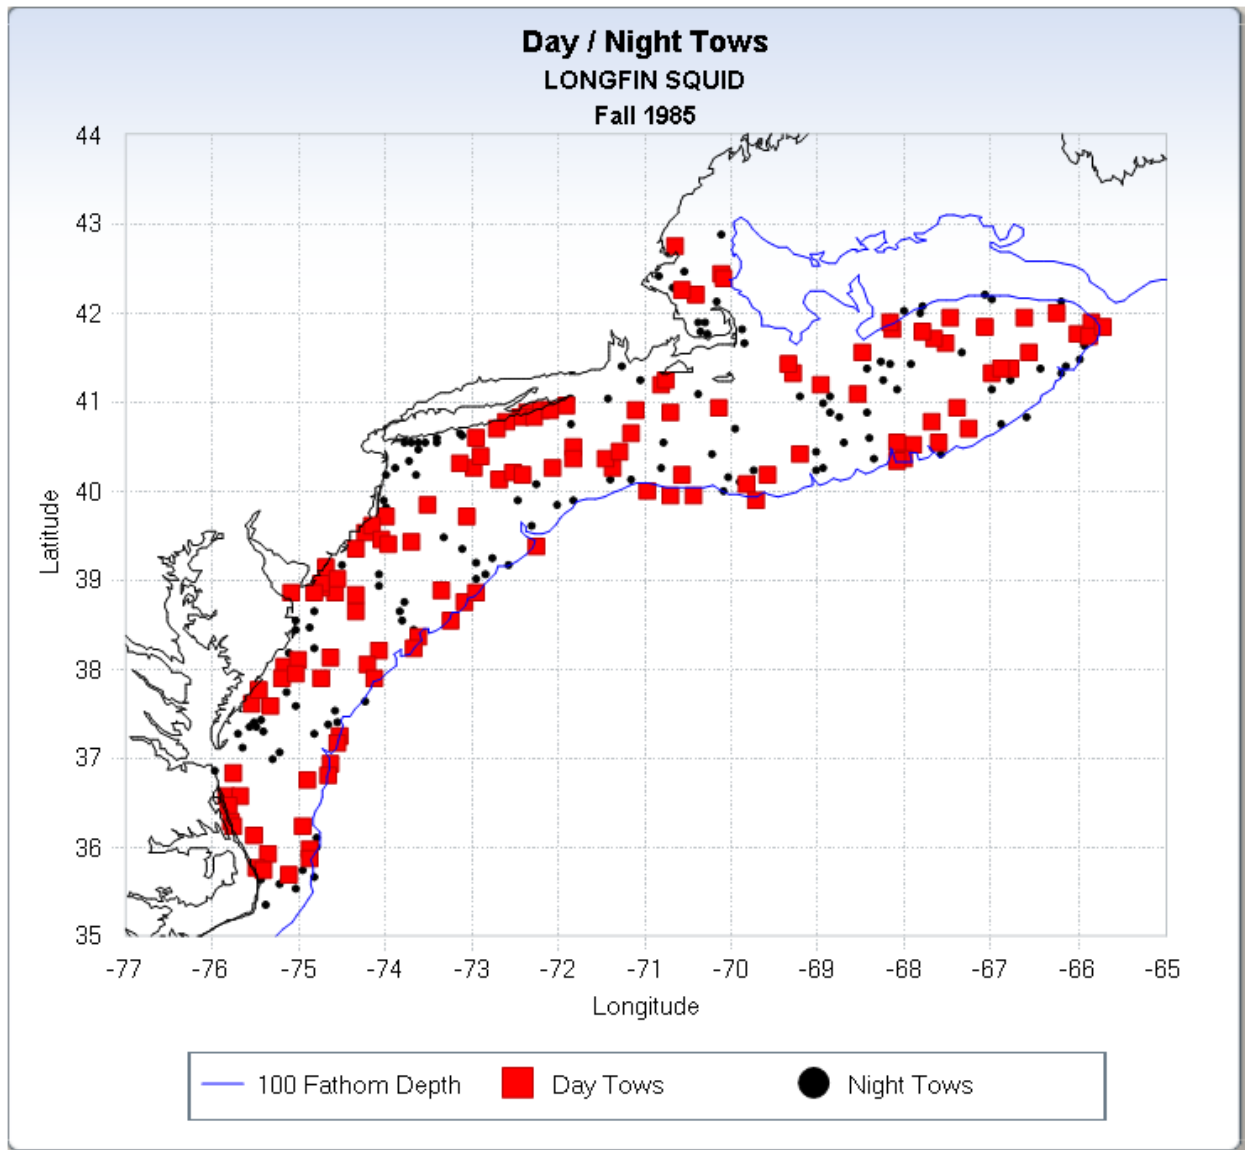 Day / Night Tows
LONGFIN SQUID
Fall 1985
44
43
42
41
40
39
38
37
36
35
Latitude
-77 -76 -75 -74 -73 -72 -71 -70 -69 -68 -67 -66 -65
Longitude
100 Fathom Depth Day Tows Night Tows